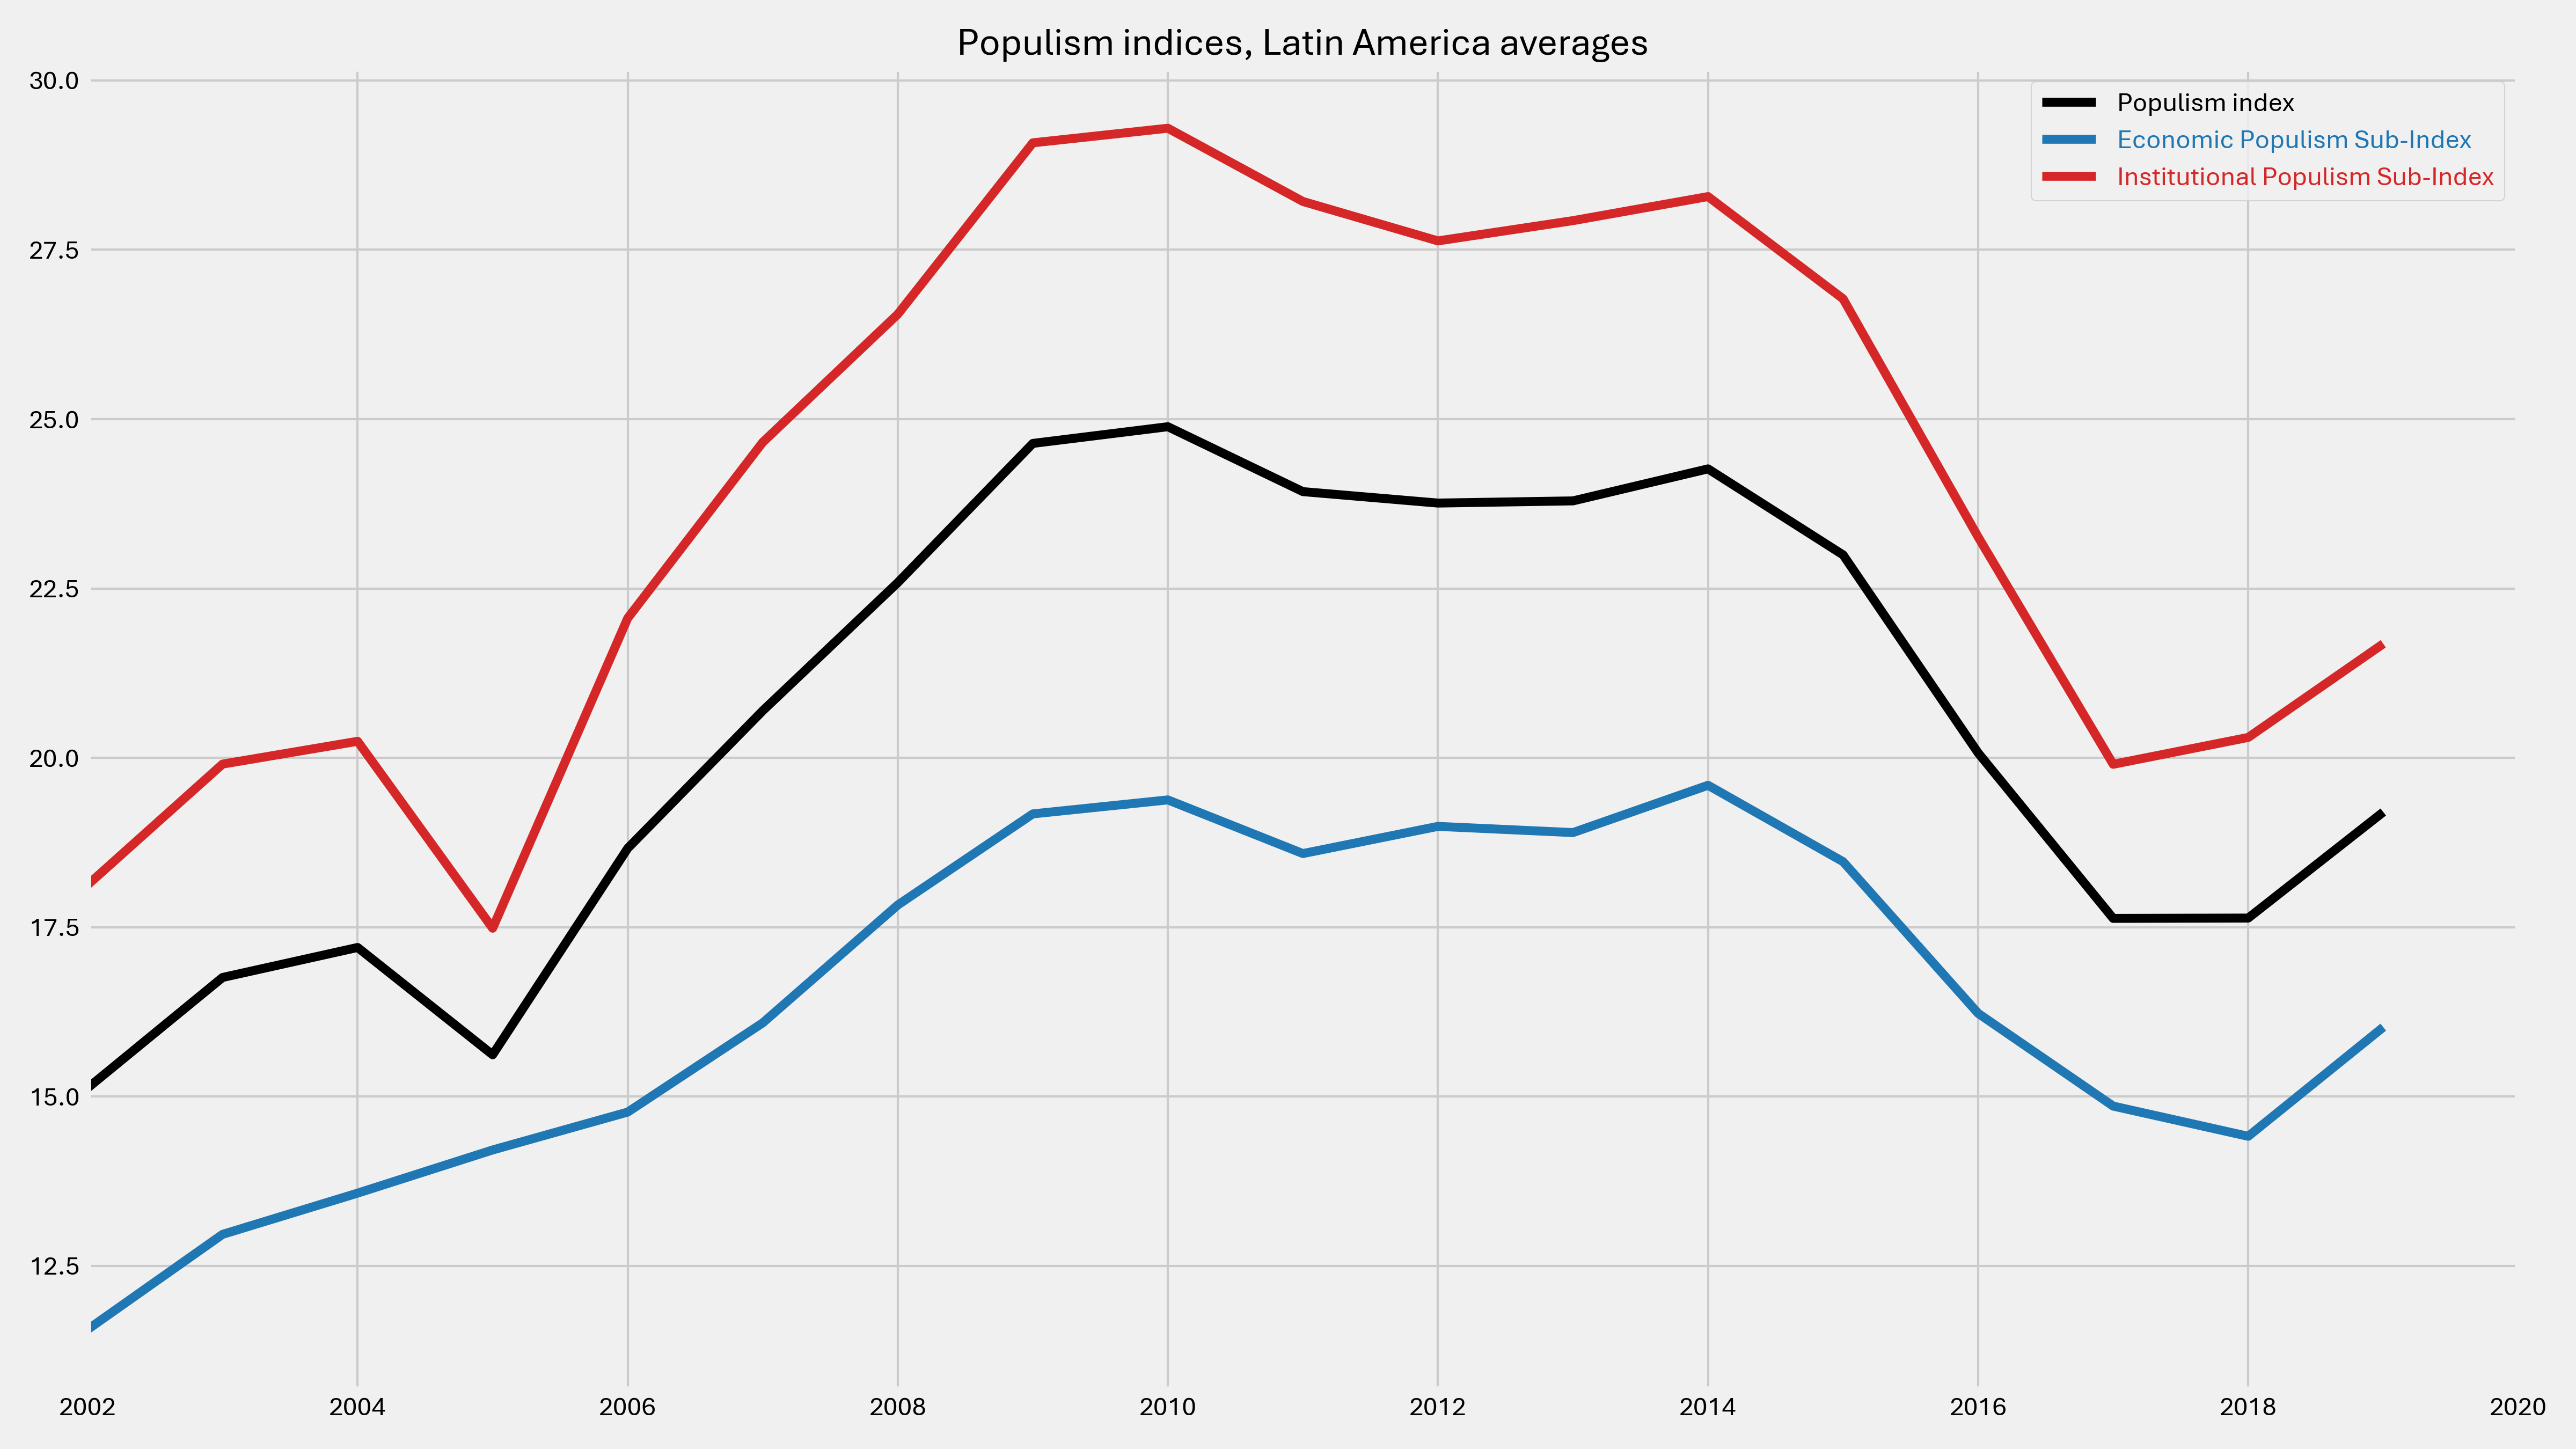 Populism indices, Latin America averages
30.0
27.5
25.0
22.5
20.0
17.5
15.0
12.5
Populism index
Economic Populism Sub-Index
Institutional Populism Sub-Index
2002 2004 2006 2008 2010 2012 2014 2016 2018 2020